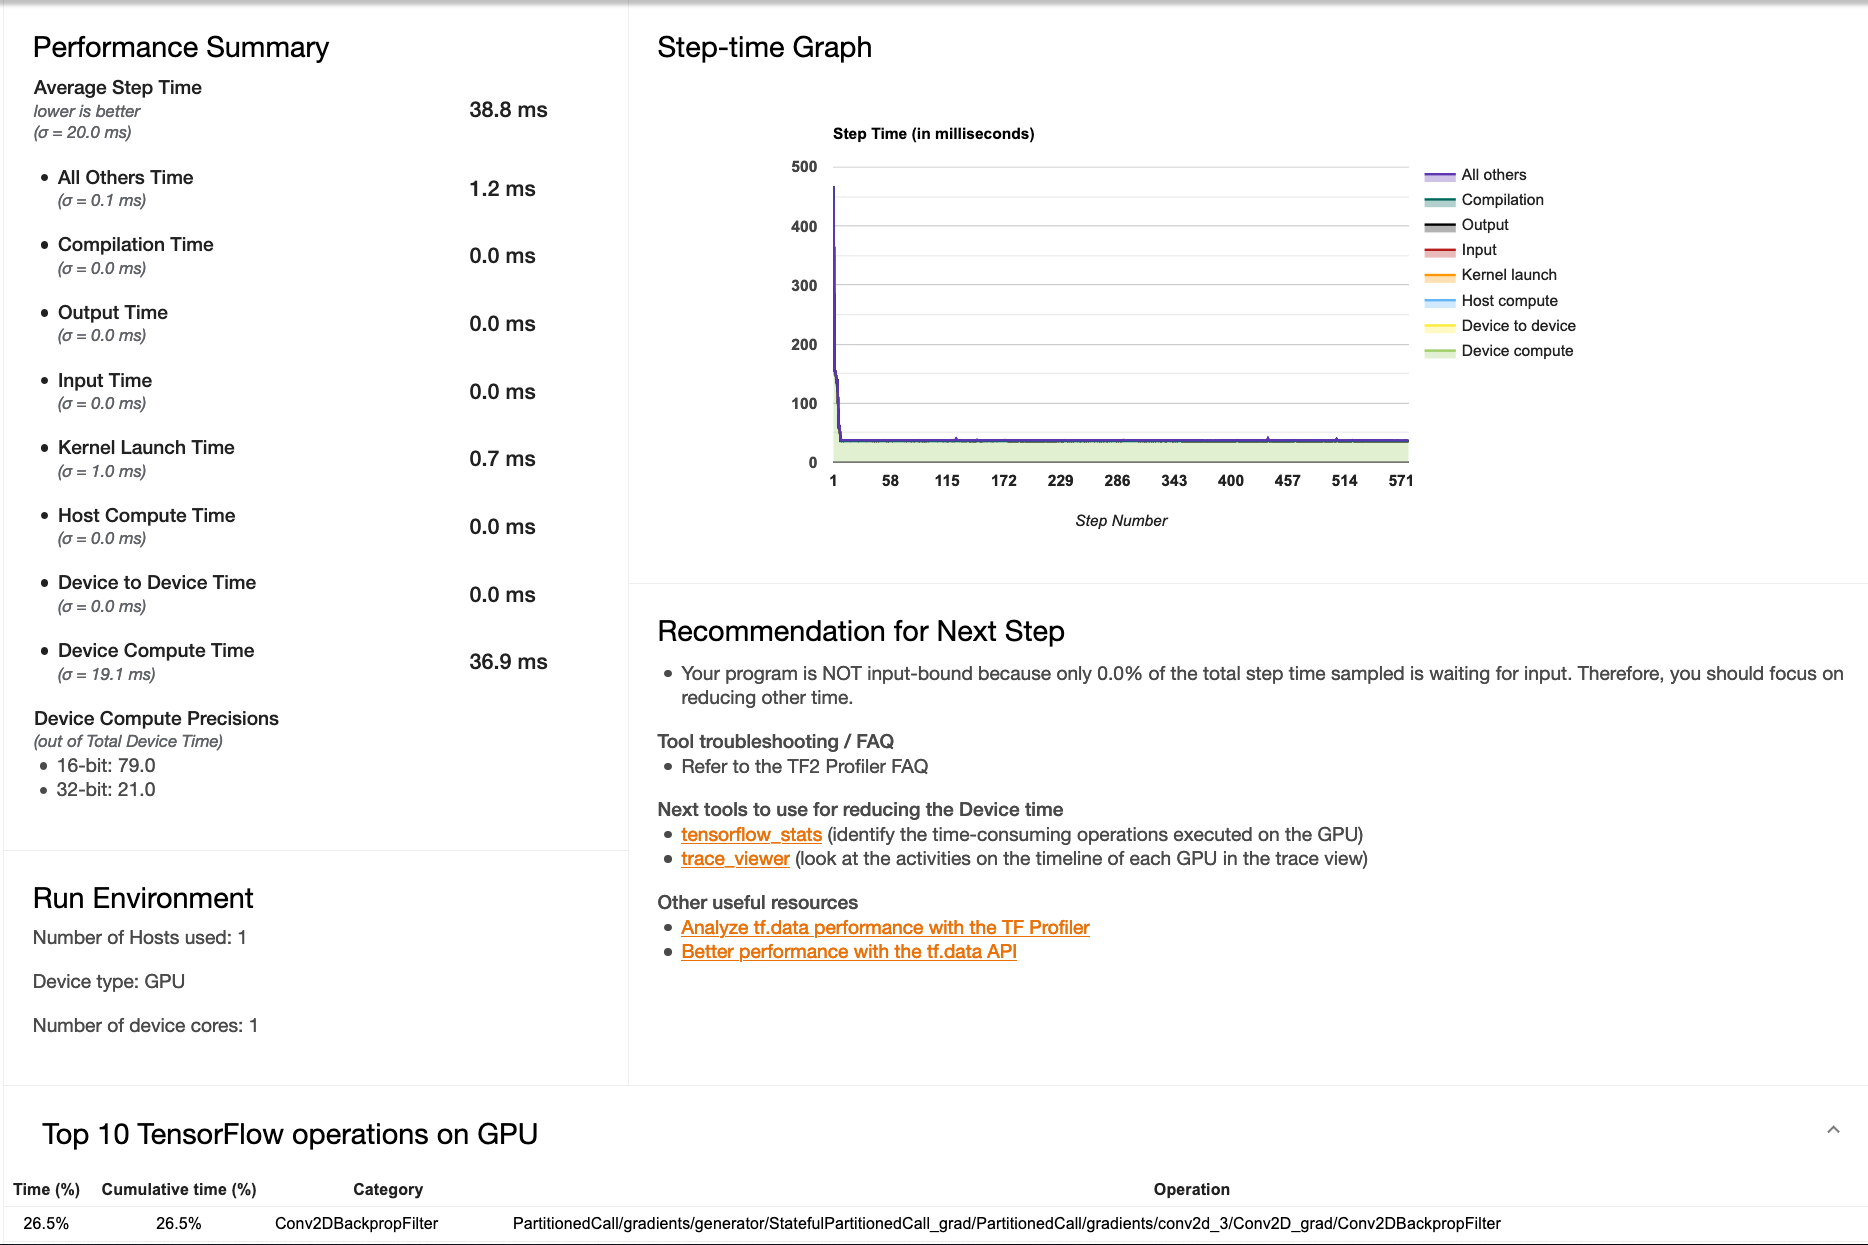 Performance Summary
Average Step Time
lower is better
(σ = 20.0 ms)
38.8 ms
• All Others Time
(σ = 0.1 ms)
1.2 ms
• Compilation Time
(σ = 0.0 ms)
0.0 ms
• Output Time
(σ = 0.0 ms)
0.0 ms
• Input Time
(σ = 0.0 ms)
0.0 ms
• Kernel Launch Time
(σ = 1.0 ms)
0.7 ms
• Host Compute Time
(σ = 0.0 ms)
0.0 ms
• Device to Device Time
(σ = 0.0 ms)
0.0 ms
• Device Compute Time
(σ = 19.1 ms)
36.9 ms
Device Compute Precisions
(out of Total Device Time)
• 16-bit: 79.0
• 32-bit: 21.0
Run Environment
Number of Hosts used: 1
Device type: GPU
Number of device cores: 1
Step-time Graph
Step Time (in milliseconds)
500
400
300
200
100
0
1 58 115 172 229 286 343 400 457 514 571
Step Number
All others
Compilation
Output
Input
Kernel launch
Host compute
Device to device
Device compute
Recommendation for Next Step
• Your program is NOT input-bound because only 0.0% of the total step time sampled is waiting for input. Therefore, you should focus on
reducing other time.
Tool troubleshooting / FAQ
• Refer to the TF2 Profiler FAQ
Next tools to use for reducing the Device time
• tensorflow_stats (identify the time-consuming operations executed on the GPU)
• trace_viewer (look at the activities on the timeline of each GPU in the trace view)
Other useful resources
• Analyze tf.data performance with the TF Profiler
• Better performance with the tf.data API
Top 10 TensorFlow operations on GPU
Time (%) Cumulative time (%) Category Operation
26.5% 26.5% Conv2DBackpropFilter PartitionedCall/gradients/generator/StatefulPartitionedCall_grad/PartitionedCall/gradients/conv2d_3/Conv2D_grad/Conv2DBackpropFilter